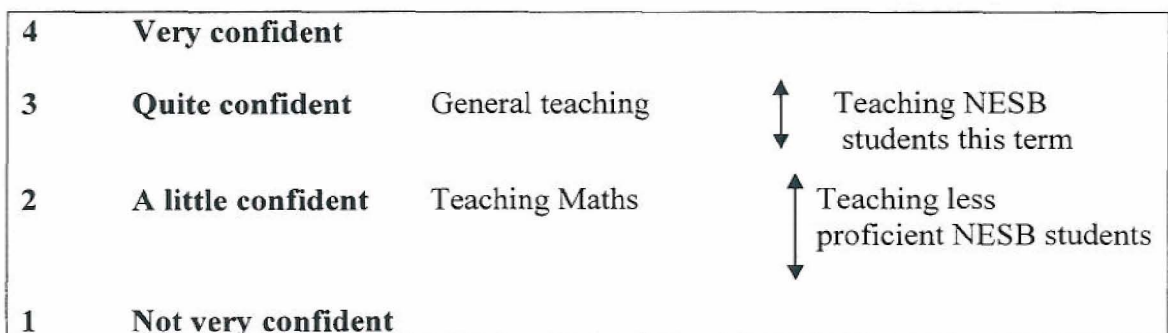 4 Very confident
3 Quite confident General teaching Teaching NESB
students this term
2 A little confident Teaching Maths Teaching less
proficient NESB students
1 Not very confident